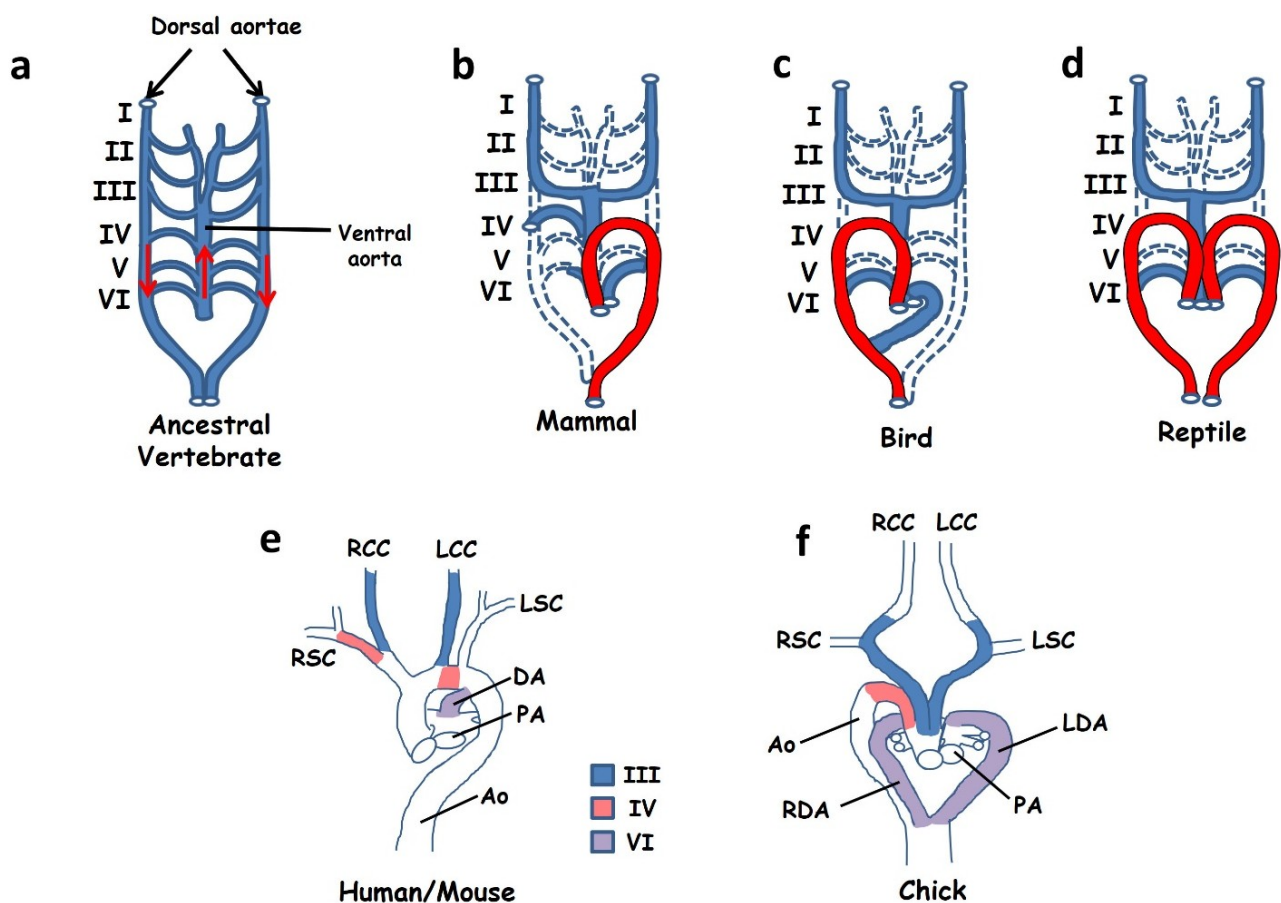 Dorsal aortae
a
I
II
III
IV
V
VI
Ventral
aorta
Ancestral
Vertebrate
b
I
II
III
IV
V
VI
Mammal
c
I
II
III
IV
V
VI
Bird
d
I
II
III
IV
V
VI
Reptile
e
RCC
LCC
LSC
RSC
DA
PA
Ao
III
IV
VI
Human/Mouse
f
RCC
LCC
RSC
LSC
Ao
LDA
RDA
PA
Chick